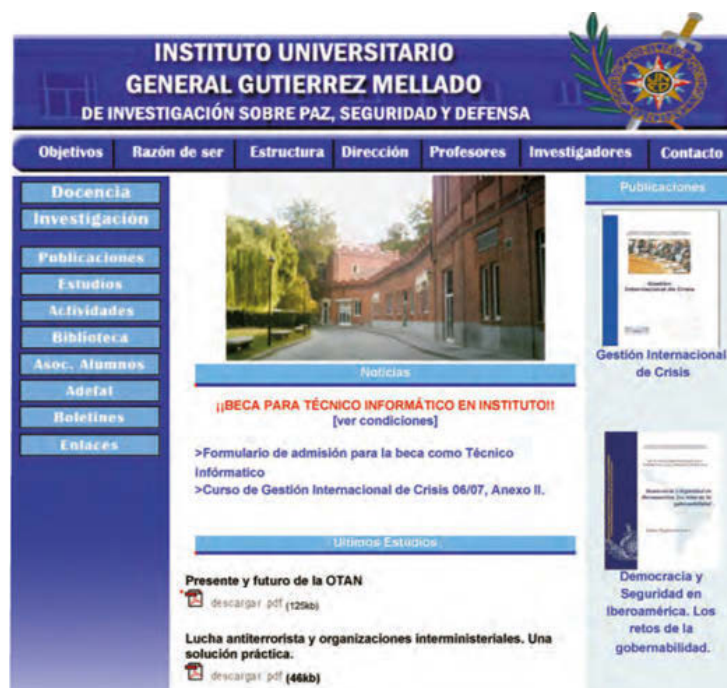 INSTITUTO UNIVERSITARIO
GENERAL GUTIERREZ MELLADO
DE INVESTIGACIÓN SOBRE PAZ, SEGURIDAD Y DEFENSA
Objetivos Razón de ser Estructura Dirección Profesores Investigadores Contacto
Docencia
Investigación
Publicaciones
Estudios
Actividades
Biblioteca
Asoc. Alumnos
Adefal
Boletines
Enlaces
Noticias
¡¡BECA PARA TÉCNICO INFORMÁTICO EN INSTITUTO!!
[ver condiciones]
>Formulario de admisión para la beca como Técnico
Infórmatico
>Curso de Gestión Internacional de Crisis 06/07, Anexo II.
Ultimos Estudios
Presente y futuro de la OTAN
descargar pdf (125kb)
Lucha antiterrorista y organizaciones interministeriales. Una
solución práctica.
descargar pdf (46kb)
Publicaciones
Gestión
Internacional de Crisis
Gestión Internacional
de Crisis
Democracia y
Seguridad en
Iberoamérica. Los
retos de la
gobernabilidad.